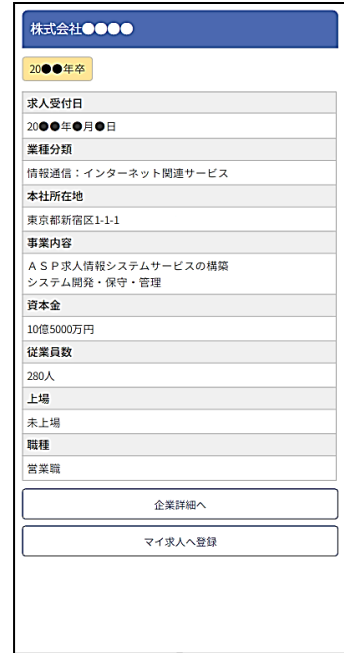 株式会社●●●●
20●●年卒
求人受付日
20●●年●月●日
業種分類
情報通信：インターネット関連サービス
本社所在地
東京都新宿区1-1-1
事業内容
ＡＳＰ求人情報システムサービスの構築
システム開発・保守・管理
資本金
10億5000万円
従業員数
280人
上場
未上場
職種
営業職
企業詳細へ
マイ求人へ登録